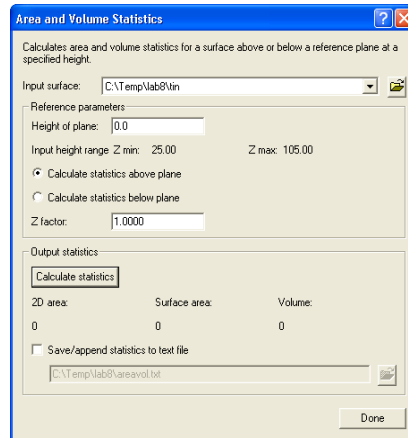 Area and Volume Statistics
Calculates area and volume statistics for a surface above or below a reference plane at a
specified height.
Input surface: C:\Temp\lab8\tin
Reference parameters
Height of plane: 0.0
Input height range Z min: 25.00 Z max: 105.00
Calculate statistics above plane
Calculate statistics below plane
Z factor: 1.0000
Output statistics
Calculate statistics
2D area: Surface area: Volume:
0 0 0
Save/append statistics to text file
C:\Temp\lab8\areavol.txt
Done